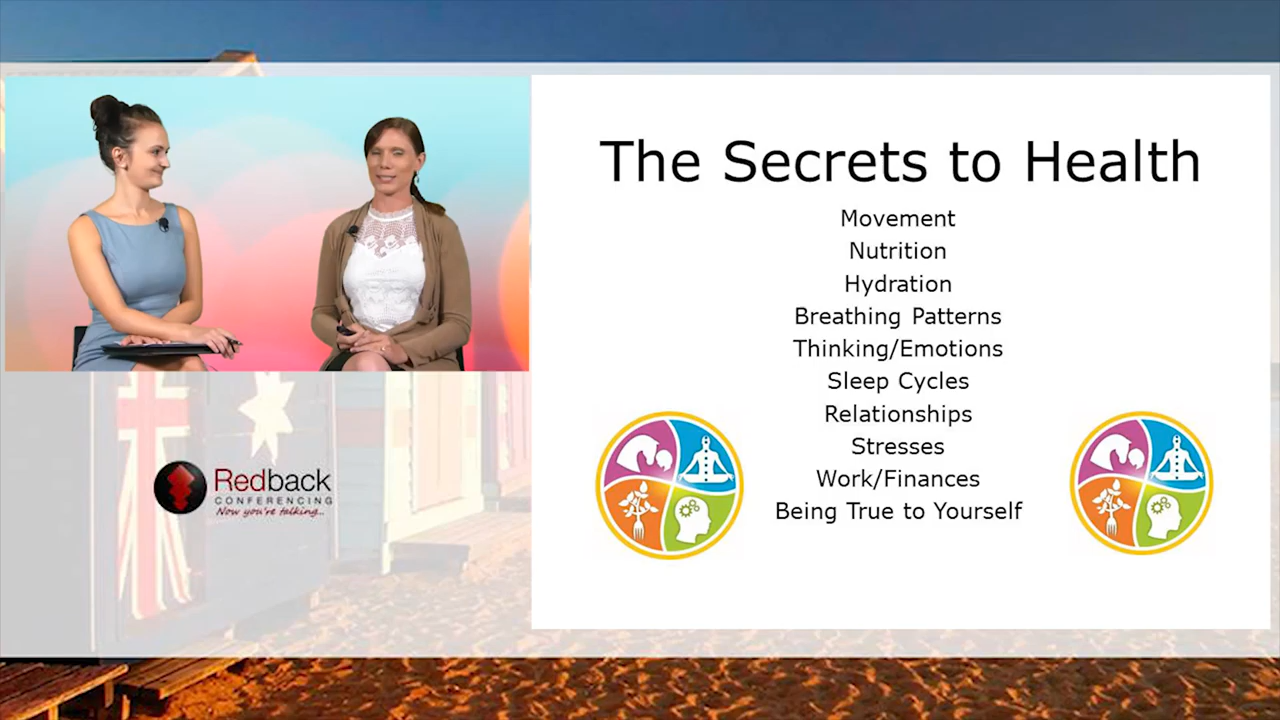 The Secrets to Health
Movement
Nutrition
Hydration
Breathing Patterns
Thinking/Emotions
Sleep Cycles
Relationships
Stresses
Work/Finances
Being True to Yourself
Redback
CONFERENCING
Now you're talking...